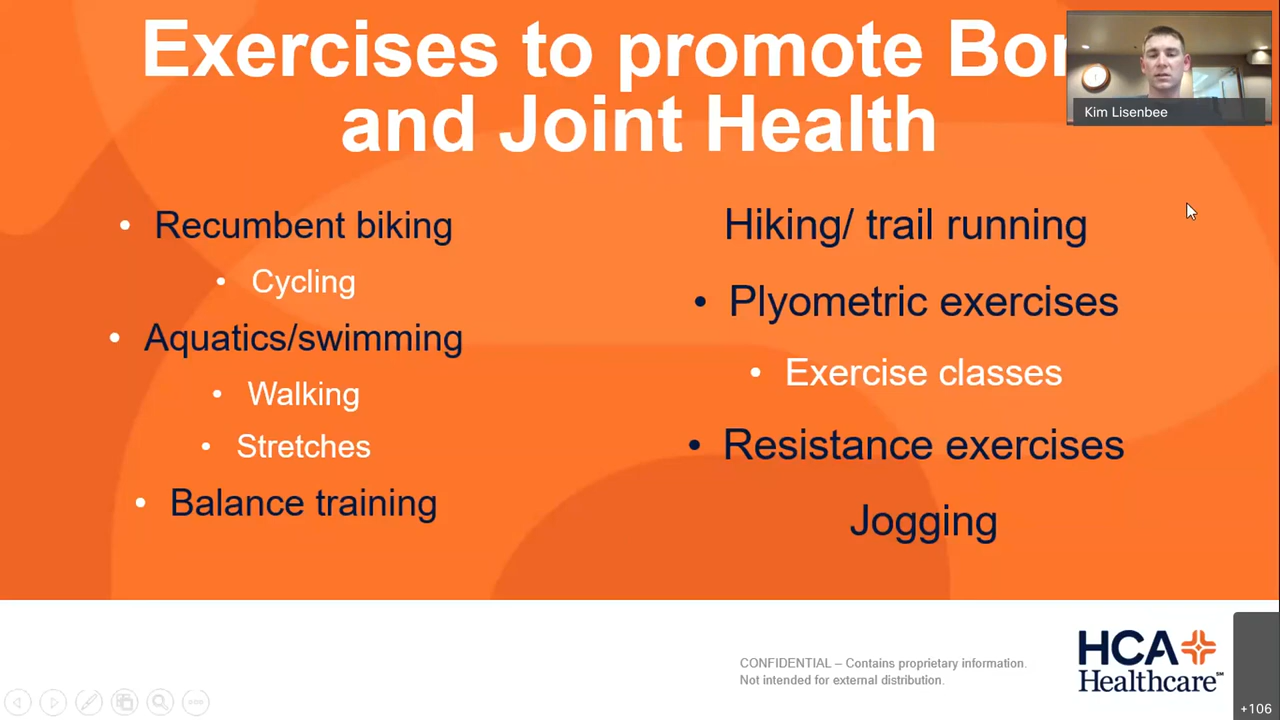 Exercises to promote Bon
and Joint Health
Kim Lisenbee
• Recumbent biking
• Cycling
• Aquatics/swimming
• Walking
• Stretches
• Balance training
Hiking/ trail running
• Plyometric exercises
• Exercise classes
• Resistance exercises
Jogging
CONFIDENTIAL – Contains proprietary information.
Not intended for external distribution.
HCA
Healthcare℠
+106